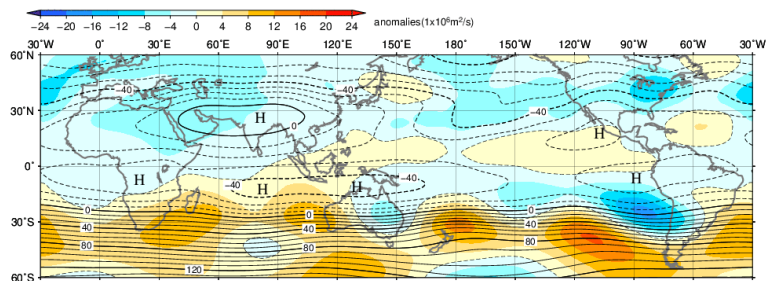 −24 −20 −16 −12 −8 −4 0 4 8 12 16 20 24 anomalies(1x10⁶m²/s)
30°W 0° 30°E 60°E 90°E 120°E 150°E 180° 150°W 120°W 90°W 60°W 30°W
60°N
−40 −40
30°N
−40
H 0 H
0°
H −40 H H −40 H
0 0 0
30°S
40 40 40
80 80 80
120
60°S